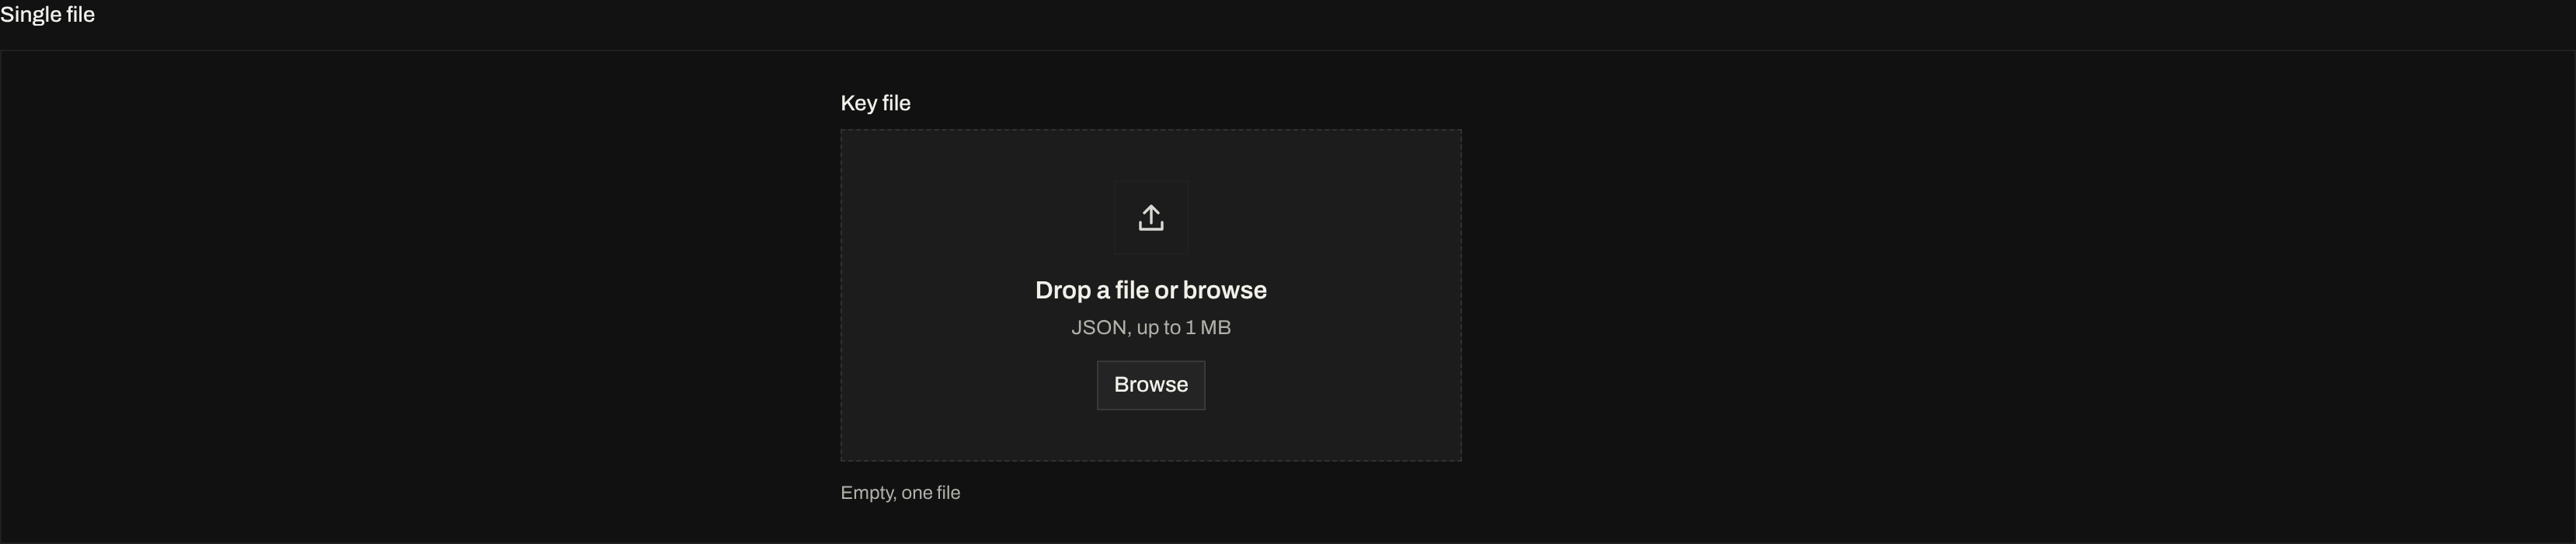 Single file
Key file
Drop a file or browse
JSON, up to 1 MB
Browse
Empty, one file